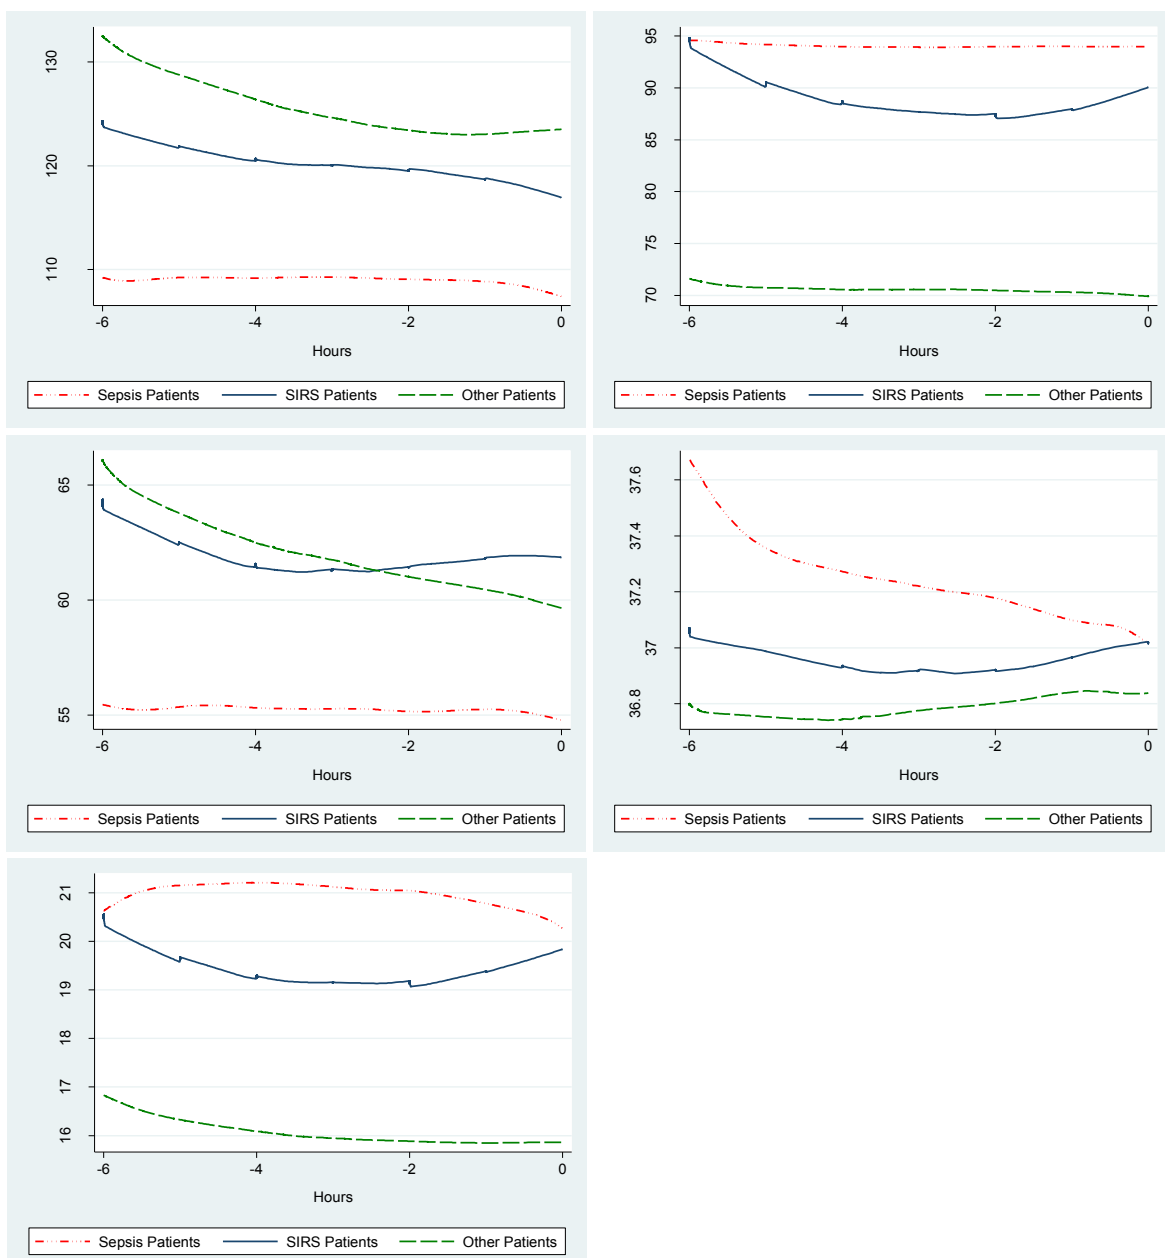 130
120
110
-6 -4 -2 0
Hours
Sepsis Patients SIRS Patients Other Patients
95
90
85
80
75
70
-6 -4 -2 0
Hours
Sepsis Patients SIRS Patients Other Patients
65
60
55
-6 -4 -2 0
Hours
Sepsis Patients SIRS Patients Other Patients
37.6
37.4
37.2
37
36.8
-6 -4 -2 0
Hours
Sepsis Patients SIRS Patients Other Patients
21
20
19
18
17
16
-6 -4 -2 0
Hours
Sepsis Patients SIRS Patients Other Patients